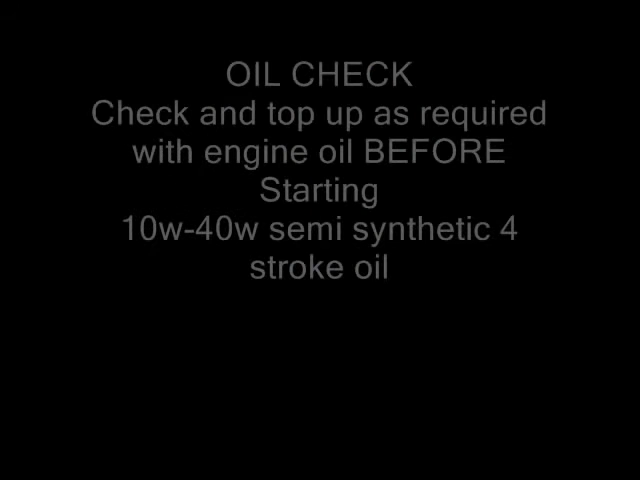 OIL CHECK
Check and top up as required
with engine oil BEFORE
Starting
10w-40w semi synthetic 4
stroke oil